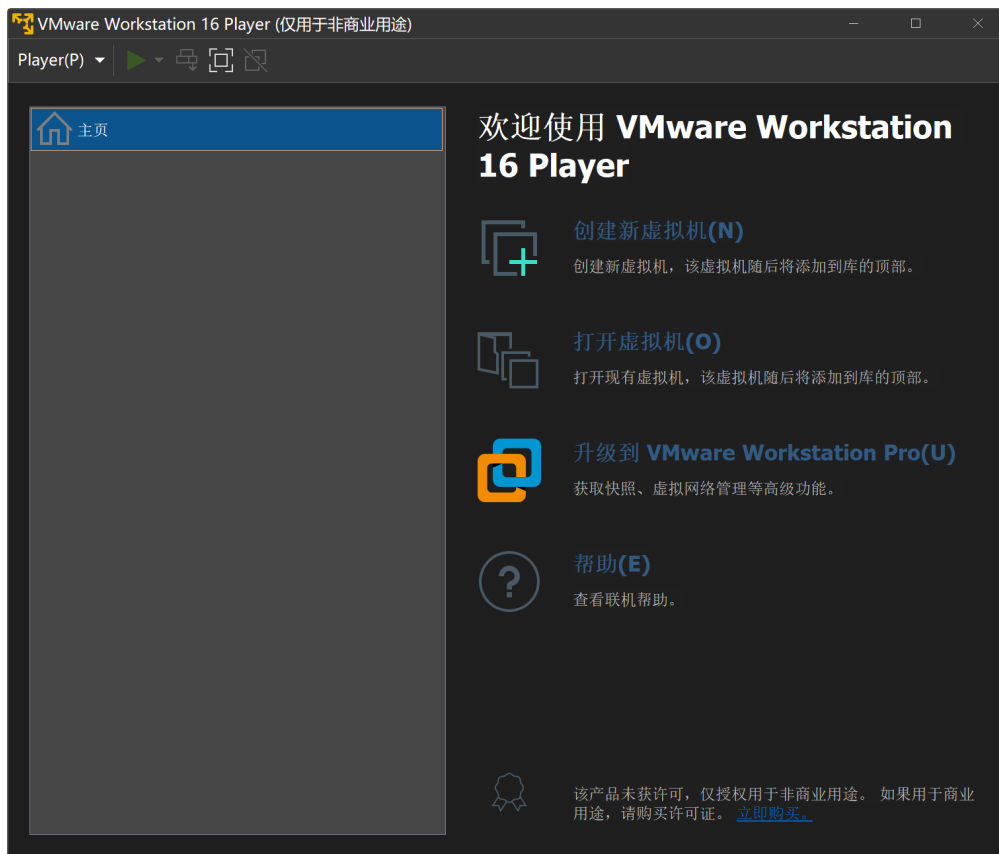 VMware Workstation 16 Player (仅用于非商业用途)
Player(P)
主页
欢迎使用 VMware Workstation
16 Player
创建新虚拟机(N)
创建新虚拟机，该虚拟机随后将添加到库的顶部。
打开虚拟机(O)
打开现有虚拟机，该虚拟机随后将添加到库的顶部。
升级到 VMware Workstation Pro(U)
获取快照、虚拟网络管理等高级功能。
帮助(E)
查看联机帮助。
该产品未获许可，仅授权用于非商业用途。 如果用于商业
用途，请购买许可证。 立即购买。